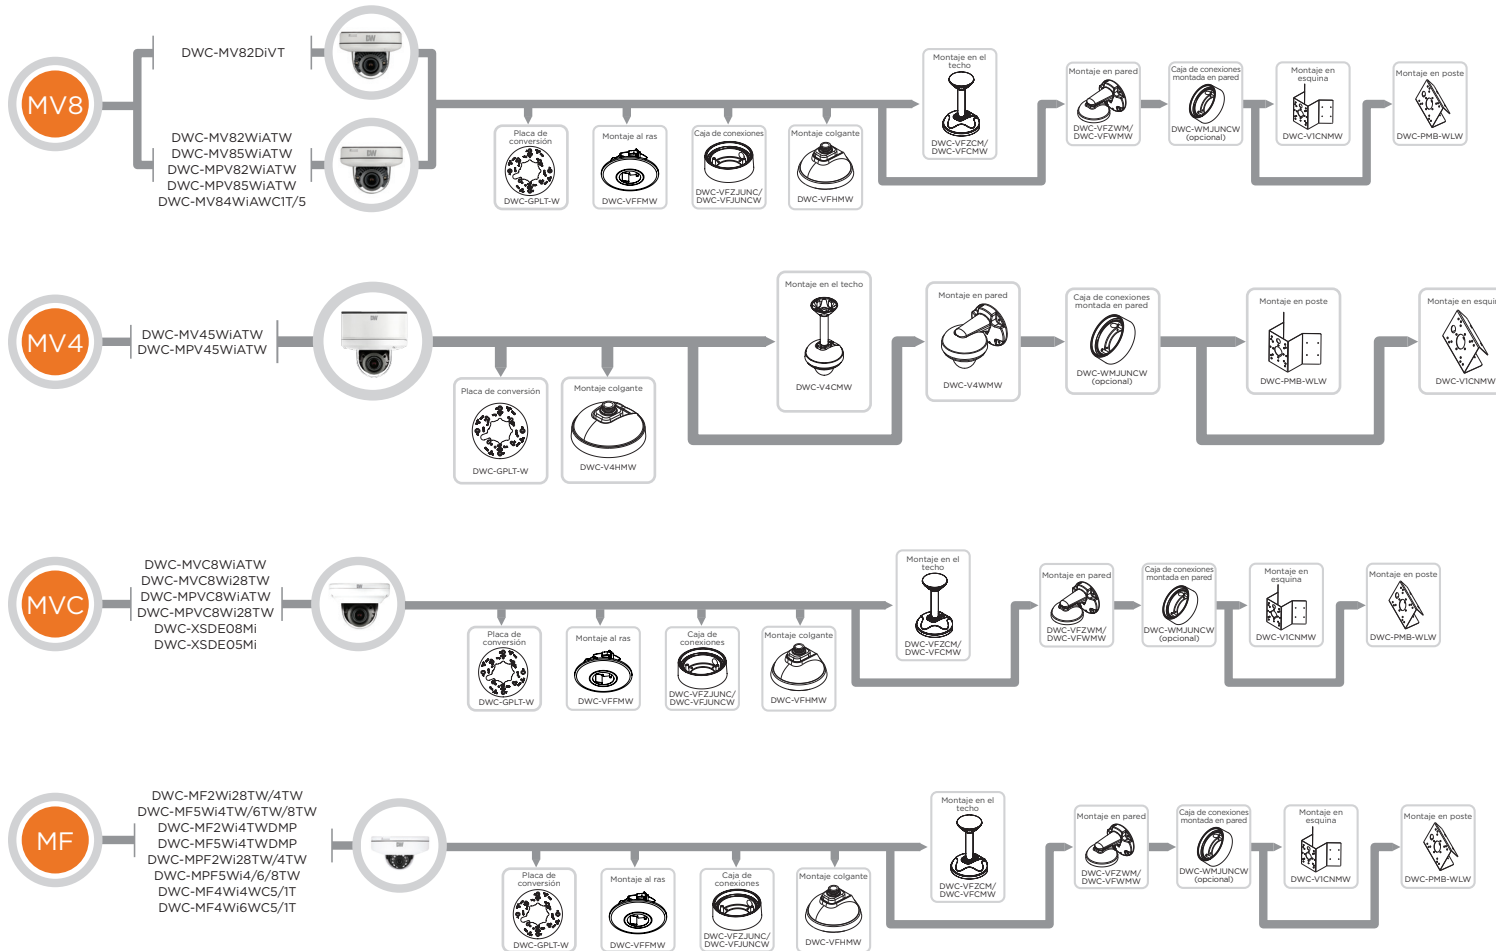 MV8
DWC-MV82DiVT
DWC-MV82WiATW
DWC-MV85WiATW
DWC-MPV82WiATW
DWC-MPV85WiATW
DWC-MV84WiAWC1T/5
Placa de
conversión
DWC-GPLT-W
Montaje al ras
DWC-VFFMW
Caja de conexiones
DWC-VFZJUNC/
DWC-VFJUNCW
Montaje colgante
DWC-VFHMW
Montaje en el
techo
DWC-VFZCM/
DWC-VFCMW
Montaje en pared
DWC-VFZWM/
DWC-VFWMW
Caja de conexiones
montada en pared
DWC-WMJUNCW
(opcional)
Montaje en
esquina
DWC-V1CNMW
Montaje en poste
DWC-PMB-WLW
MV4
DWC-MV45WiATW
DWC-MPV45WiATW
Placa de conversión
DWC-GPLT-W
Montaje colgante
DWC-V4HMW
Montaje en el techo
DWC-V4CMW
Montaje en pared
DWC-V4WMW
Caja de conexiones
montada en pared
DWC-WMJUNCW
(opcional)
Montaje en poste
DWC-PMB-WLW
Montaje en esqui
DWC-V1CNMW
MVC
DWC-MVC8WiATW
DWC-MVC8Wi28TW
DWC-MPVC8WiATW
DWC-MPVC8Wi28TW
DWC-XSDE08Mi
DWC-XSDE05Mi
Placa de
conversión
DWC-GPLT-W
Montaje al ras
DWC-VFFMW
Caja de
conexiones
DWC-VFZJUNC/
DWC-VFJUNCW
Montaje colgante
DWC-VFHMW
Montaje en el
techo
DWC-VFZCM/
DWC-VFCMW
Montaje en pared
DWC-VFZWM/
DWC-VFWMW
Caja de conexiones
montada en pared
DWC-WMJUNCW
(opcional)
Montaje en
esquina
DWC-V1CNMW
Montaje en poste
DWC-PMB-WLW
MF
DWC-MF2Wi28TW/4TW
DWC-MF5Wi4TW/6TW/8TW
DWC-MF2Wi4TWDMP
DWC-MF5Wi4TWDMP
DWC-MPF2Wi28TW/4TW
DWC-MPF5Wi4/6/8TW
DWC-MF4Wi4WC5/1T
DWC-MF4Wi6WC5/1T
Placa de
conversión
DWC-GPLT-W
Montaje al ras
DWC-VFFMW
Caja de
conexiones
DWC-VFZJUNC/
DWC-VFJUNCW
Montaje colgante
DWC-VFHMW
Montaje en el
techo
DWC-VFZCM/
DWC-VFCMW
Montaje en pared
DWC-VFZWM/
DWC-VFWMW
Caja de conexiones
montada en pared
DWC-WMJUNCW
(opcional)
Montaje en
esquina
DWC-V1CNMW
Montaje en poste
DWC-PMB-WLW